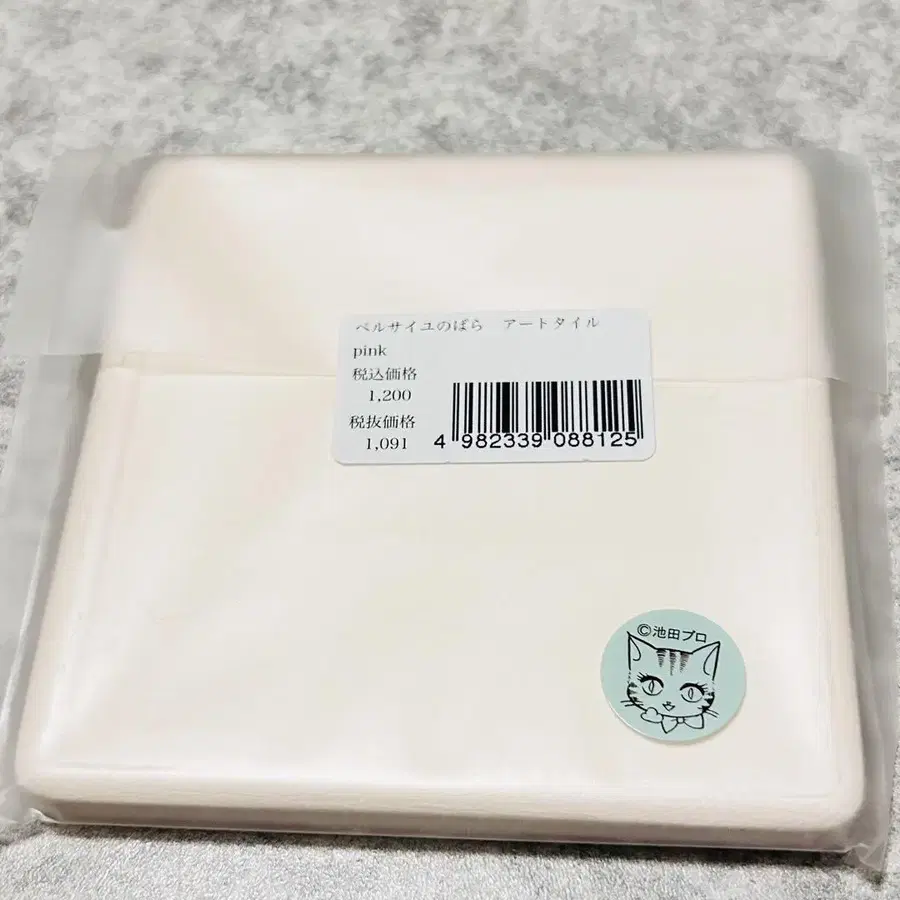 ベルサイユのばら　アートタイル
pink
税込価格
1,200
税抜価格
1,091
4 982339 088125
©池田プロ